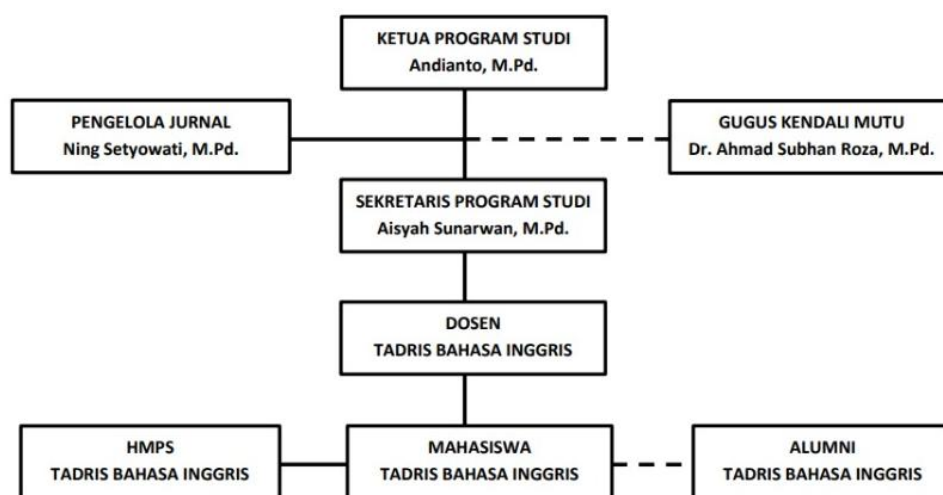 KETUA PROGRAM STUDI
Andianto, M.Pd.
PENGELOLA JURNAL
Ning Setyowati, M.Pd.
GUGUS KENDALI MUTU
Dr. Ahmad Subhan Roza, M.Pd.
SEKRETARIS PROGRAM STUDI
Aisyah Sunarwan, M.Pd.
DOSEN
TADRIS BAHASA INGGRIS
HMPS
TADRIS BAHASA INGGRIS
MAHASISWA
TADRIS BAHASA INGGRIS
ALUMNI
TADRIS BAHASA INGGRIS